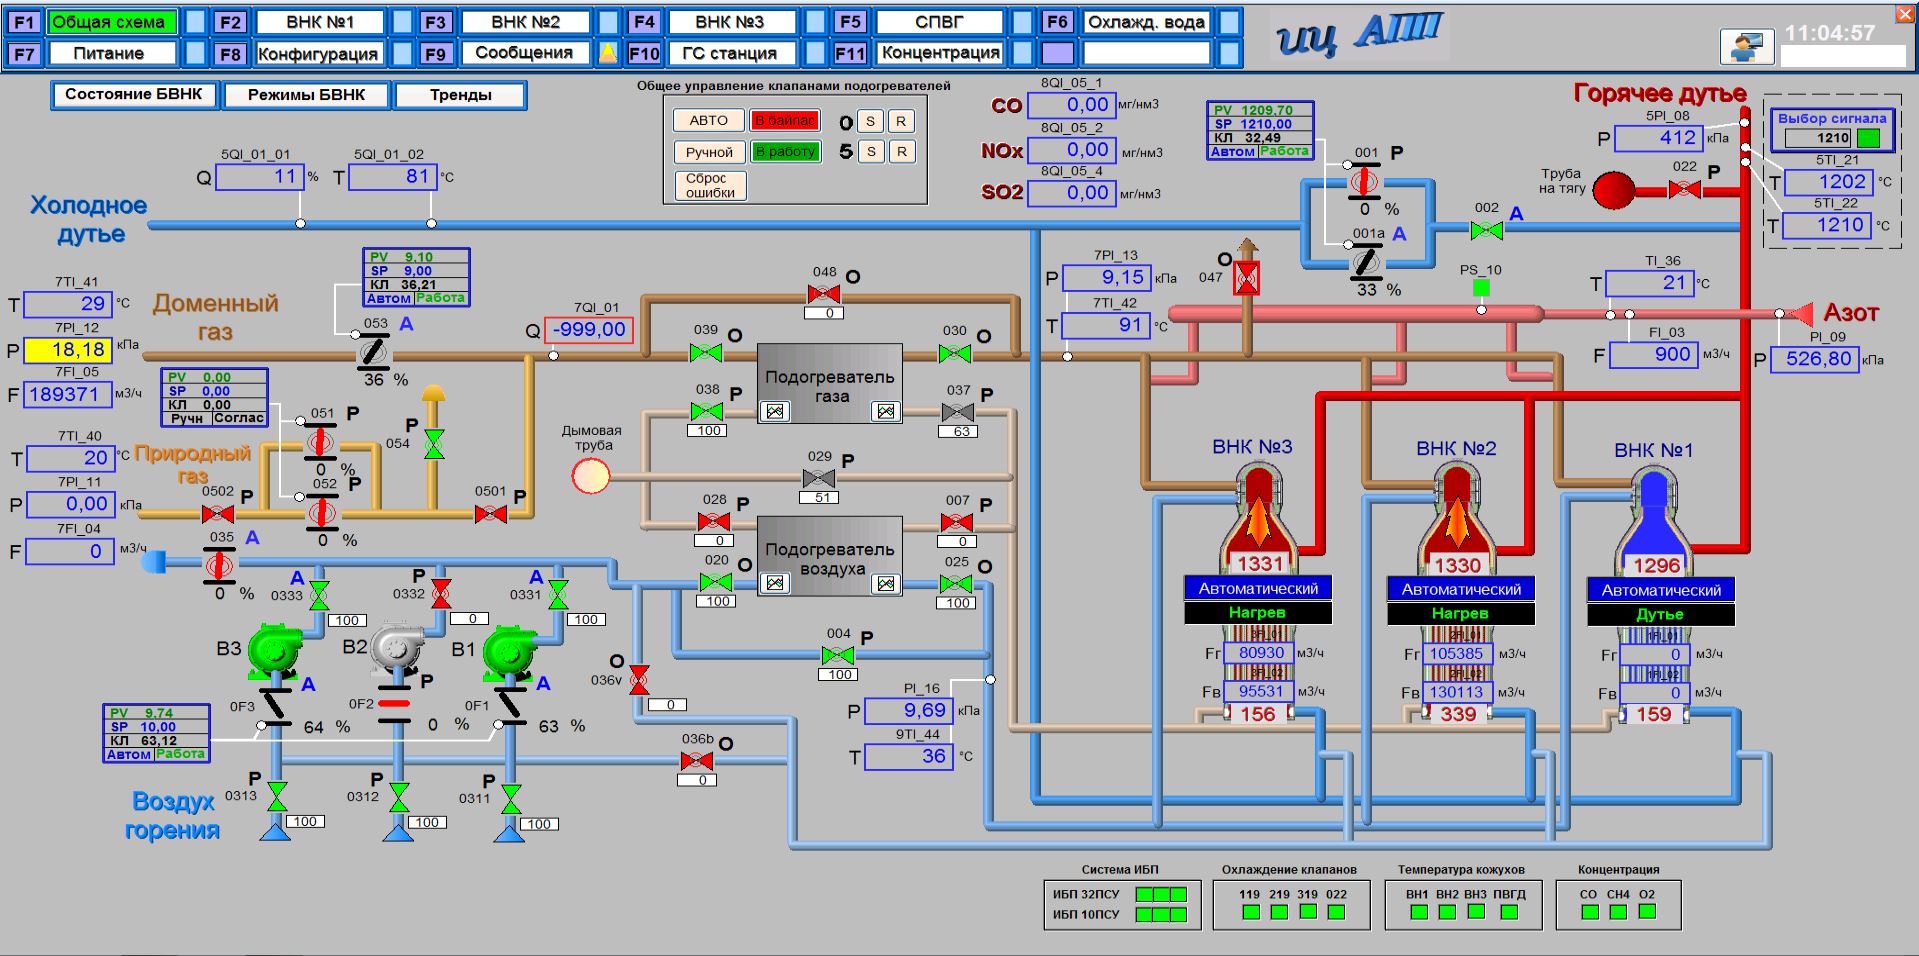 F1 Общая схема F2 ВНК №1 F3 ВНК №2 F4 ВНК №3 F5 СПВГ F6 Охлажд. вода
F7 Питание F8 Конфигурация F9 Сообщения F10 ГС станция F11 Концентрация
иц АПП
11:04:57
Состояние БВНК Режимы БВНК Тренды
Общее управление клапанами подогревателей
АВТО В байпас 0 S R
Ручной В работу 5 S R
Сброс ошибки
8QI_05_1
CO 0,00 мг/нм3
8QI_05_2
NOx 0,00 мг/нм3
8QI_05_4
SO2 0,00 мг/нм3
PV 1209,70
SP 1210,00
КЛ 32,49
Автом Работа
001 P
0 %
001a A
33 %
002 A
Горячее дутье
5PI_08
P 412 кПа
Выбор сигнала
1210
5TI_21
T 1202 °C
5TI_22
T 1210 °C
Труба на тягу
022 P
5QI_01_01
Q 11 %
5QI_01_02
T 81 °C
Холодное дутье
7TI_41
T 29 °C
7PI_12
P 18,18 кПа
7FI_05
F 189371 м3/ч
Доменный газ
PV 9,10
SP 9,00
КЛ 36,21
Автом Работа
053 A
36 %
7QI_01
Q -999,00
048 O
0
039 O
030 O
Подогреватель газа
038 P
100
037 P
63
7PI_13
P 9,15 кПа
7TI_42
T 91 °C
O
047
PS_10
TI_36
T 21 °C
FI_03
F 900 м3/ч
Азот
PI_09
P 526,80 кПа
PV 0,00
SP 0,00
КЛ 0,00
Ручн Соглас
051 P
0 %
052 P
0 %
054
7TI_40
T 20 °C
7PI_11
P 0,00 кПа
7FI_04
F 0 м3/ч
Природный газ
0502 P
0501 P
Дымовая труба
029 P
51
028 P
0
007 P
0
Подогреватель воздуха
020 O
100
025 O
100
004 P
100
035 A
0 %
A
0333
100
P
0332
0
A
0331
100
В3
В2
В1
0F3 A
64 %
0F2 P
0 %
0F1 A
63 %
PV 9,74
SP 10,00
КЛ 63,12
Автом Работа
O
036v
0
036b O
0
P
0313
100
P
0312
100
P
0311
100
Воздух горения
PI_16
P 9,69 кПа
9TI_44
T 36 °C
ВНК №3
1331
Автоматический
Нагрев
3FI_01
Fг 80930 м3/ч
3FI_02
Fв 95531 м3/ч
156
ВНК №2
1330
Автоматический
Нагрев
2FI_01
Fг 105385 м3/ч
2FI_02
Fв 130113 м3/ч
339
ВНК №1
1296
Автоматический
Дутье
1FI_01
Fг 0 м3/ч
1FI_02
Fв 0 м3/ч
159
Система ИБП
ИБП 32ПСУ
ИБП 10ПСУ
Охлаждение клапанов
119 219 319 022
Температура кожухов
ВН1 ВН2 ВН3 ПВГД
Концентрация
CO CH4 O2